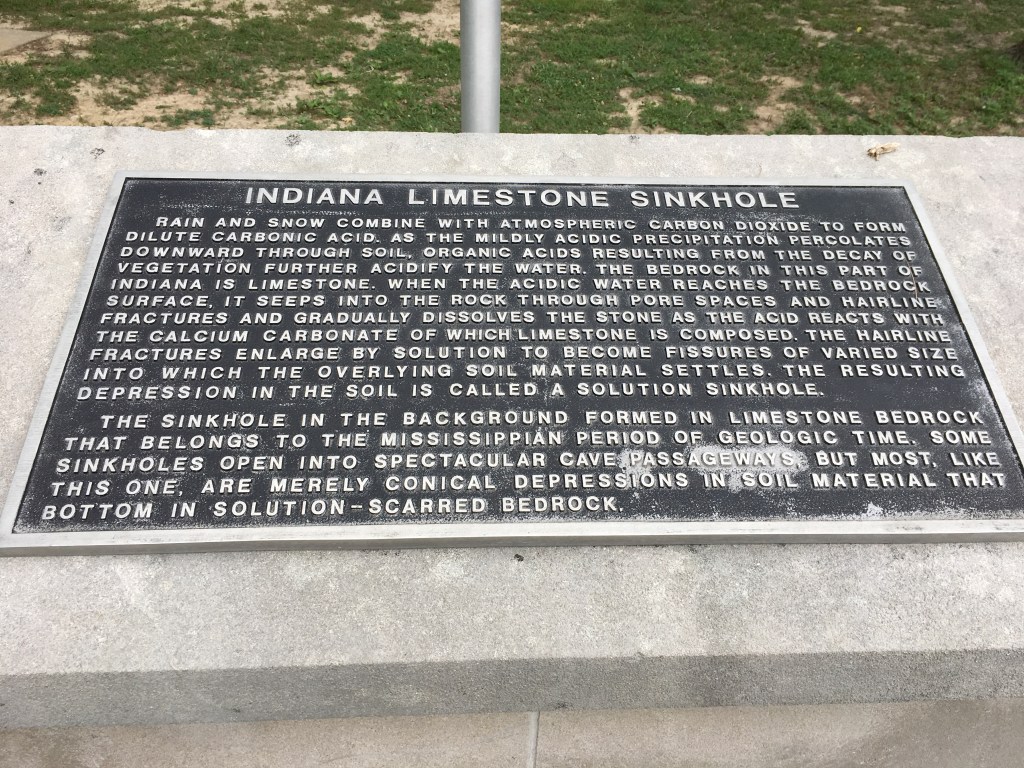 INDIANA LIMESTONE SINKHOLE
RAIN AND SNOW COMBINE WITH ATMOSPHERIC CARBON DIOXIDE TO FORM
DILUTE CARBONIC ACID. AS THE MILDLY ACIDIC PRECIPITATION PERCOLATES
DOWNWARD THROUGH SOIL, ORGANIC ACIDS RESULTING FROM THE DECAY OF
VEGETATION FURTHER ACIDIFY THE WATER. THE BEDROCK IN THIS PART OF
INDIANA IS LIMESTONE. WHEN THE ACIDIC WATER REACHES THE BEDROCK
SURFACE, IT SEEPS INTO THE ROCK THROUGH PORE SPACES AND HAIRLINE
FRACTURES AND GRADUALLY DISSOLVES THE STONE AS THE ACID REACTS WITH
THE CALCIUM CARBONATE OF WHICH LIMESTONE IS COMPOSED. THE HAIRLINE
FRACTURES ENLARGE BY SOLUTION TO BECOME FISSURES OF VARIED SIZE
INTO WHICH THE OVERLYING SOIL MATERIAL SETTLES. THE RESULTING
DEPRESSION IN THE SOIL IS CALLED A SOLUTION SINKHOLE.
THE SINKHOLE IN THE BACKGROUND FORMED IN LIMESTONE BEDROCK
THAT BELONGS TO THE MISSISSIPPIAN PERIOD OF GEOLOGIC TIME. SOME
SINKHOLES OPEN INTO SPECTACULAR CAVE PASSAGEWAYS, BUT MOST, LIKE
THIS ONE, ARE MERELY CONICAL DEPRESSIONS IN SOIL MATERIAL THAT
BOTTOM IN SOLUTION-SCARRED BEDROCK.